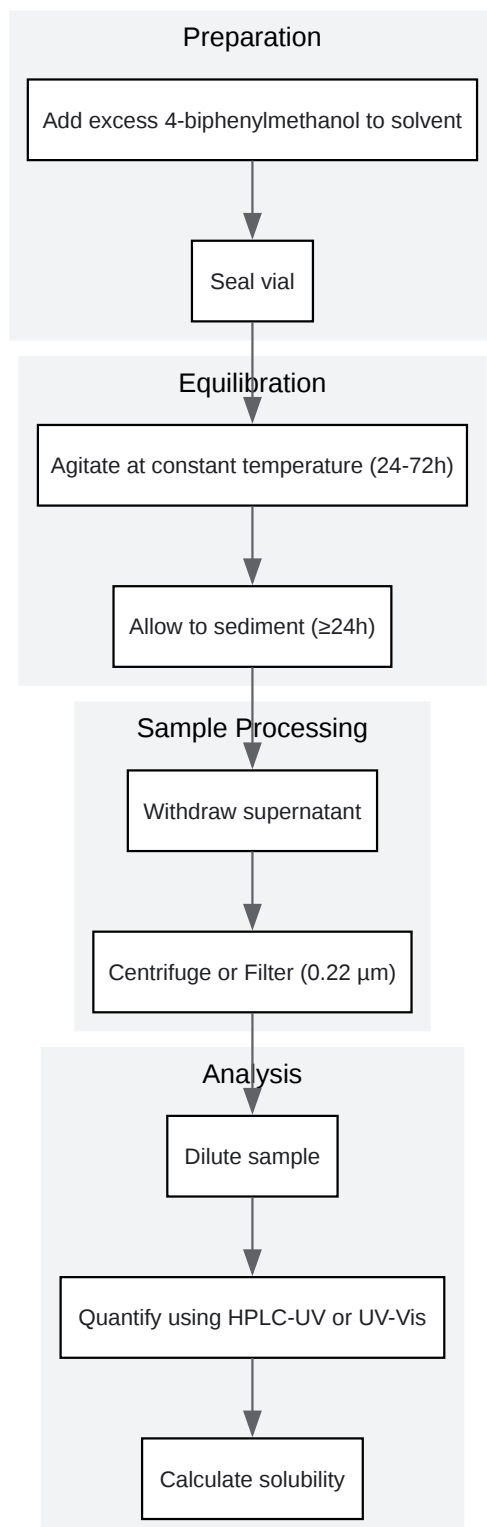 Preparation
Add excess 4-biphenylmethanol to solvent
Seal vial
Equilibration
Agitate at constant temperature (24-72h)
Allow to sediment (≥24h)
Sample Processing
Withdraw supernatant
Centrifuge or Filter (0.22 µm)
Analysis
Dilute sample
Quantify using HPLC-UV or UV-Vis
Calculate solubility